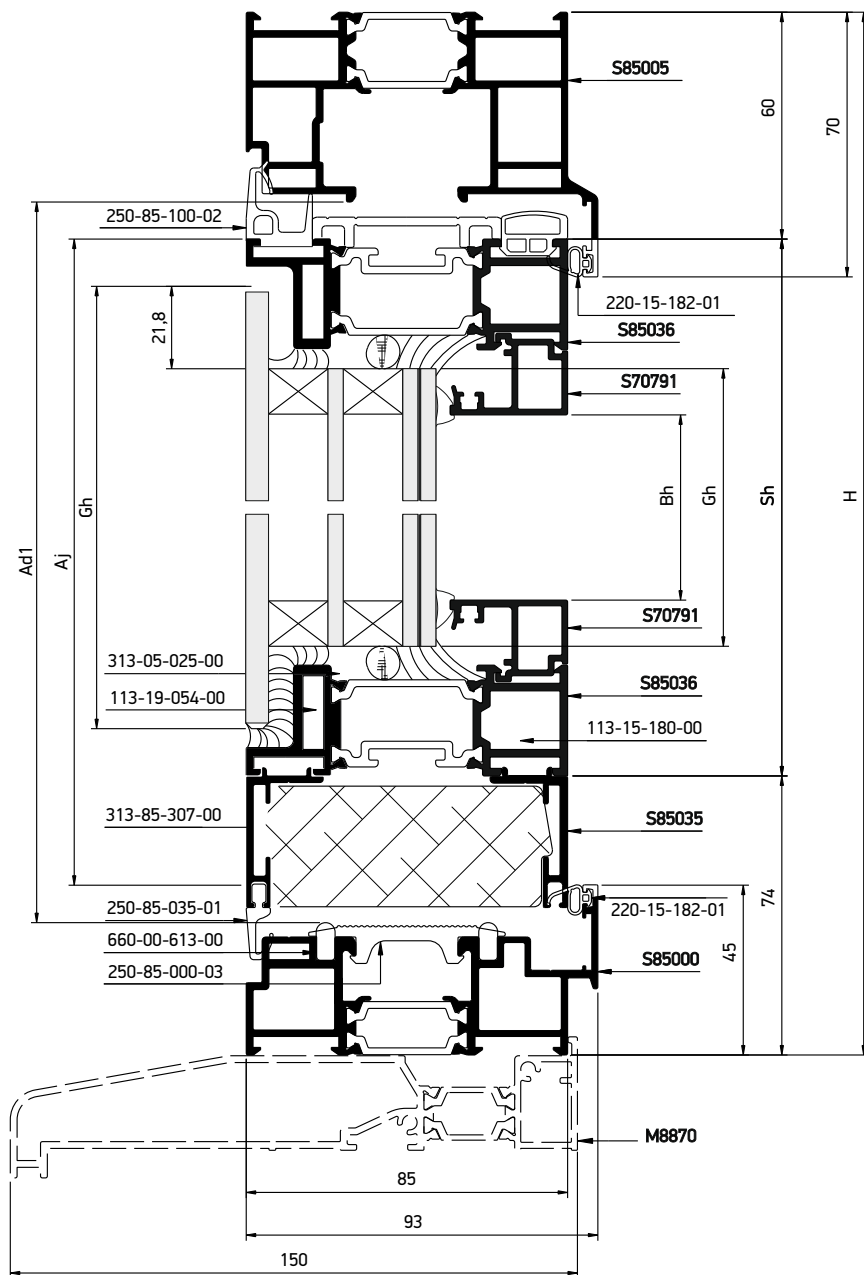 S85005
60
70
250-85-100-02
220-15-182-01
21,8
S85036
S70791
Gh
Ad1
Aj
Bh
Gh
Sh
H
S70791
313-05-025-00
113-19-054-00
S85036
113-15-180-00
313-85-307-00
S85035
250-85-035-01
220-15-182-01
74
660-00-613-00
45
250-85-000-03
S85000
M8870
85
93
150